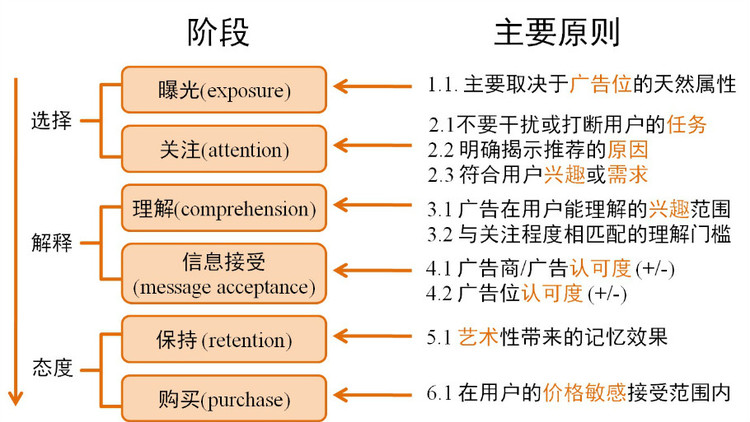 阶段
主要原则
选择
曝光(exposure)
1.1. 主要取决于广告位的天然属性
关注(attention)
2.1不要干扰或打断用户的任务
2.2 明确揭示推荐的原因
2.3 符合用户兴趣或需求
解释
理解(comprehension)
3.1 广告在用户能理解的兴趣范围
3.2 与关注程度相匹配的理解门槛
信息接受
(message acceptance)
4.1 广告商/广告认可度 (+/-)
4.2 广告位认可度 (+/-)
态度
保持 (retention)
5.1 艺术性带来的记忆效果
购买(purchase)
6.1 在用户的价格敏感接受范围内